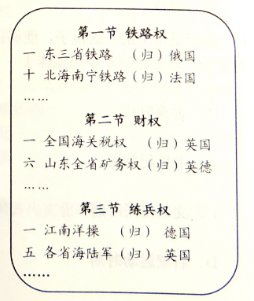 第一节 铁路权
一 东三省铁路 （归）俄国
十 北海南宁铁路（归）法国
……
第二节 财权
一 全国海关税权 （归）英国
六 山东全省矿务权（归）英德
……
第三节 练兵权
一 江南洋操 （归） 德国
五 各省海陆军（归） 英国
……